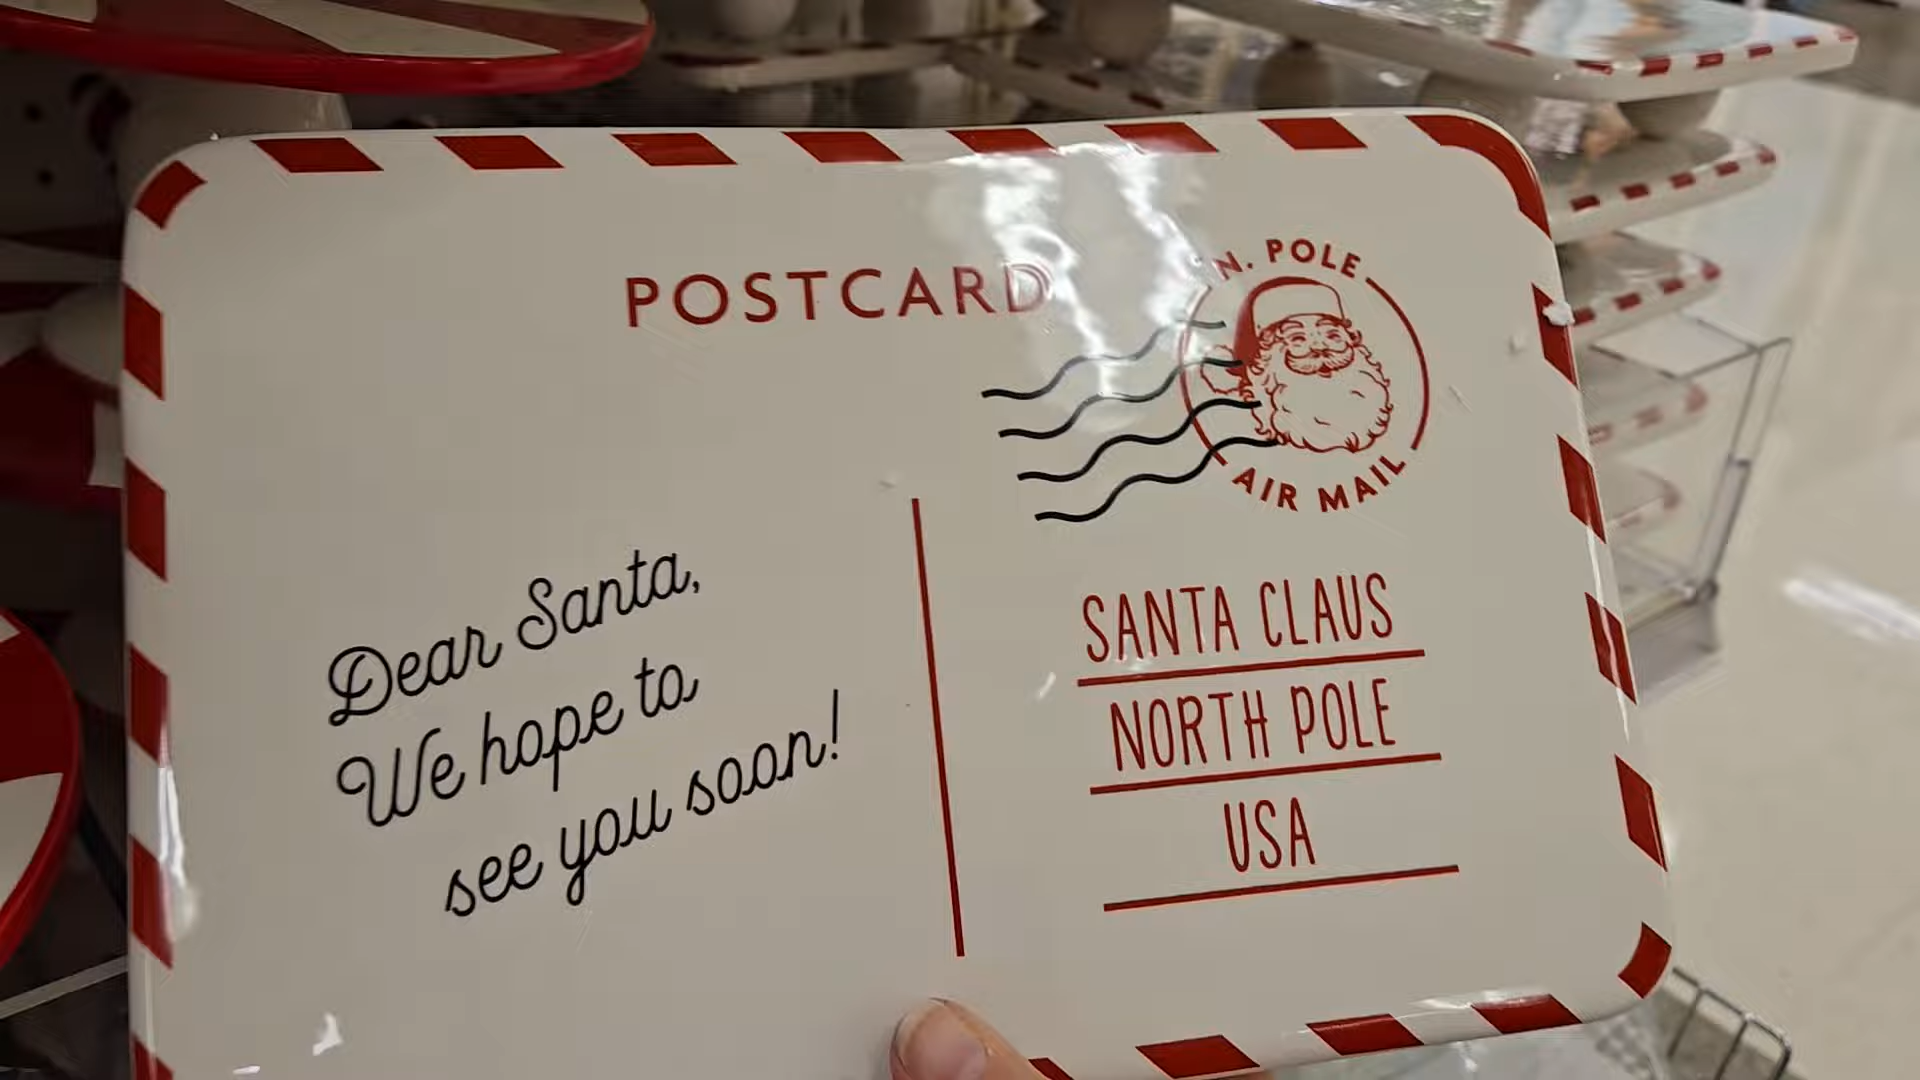 POSTCARD
N. POLE
AIR MAIL
Dear Santa,
We hope to
see you soon!
SANTA CLAUS
NORTH POLE
USA